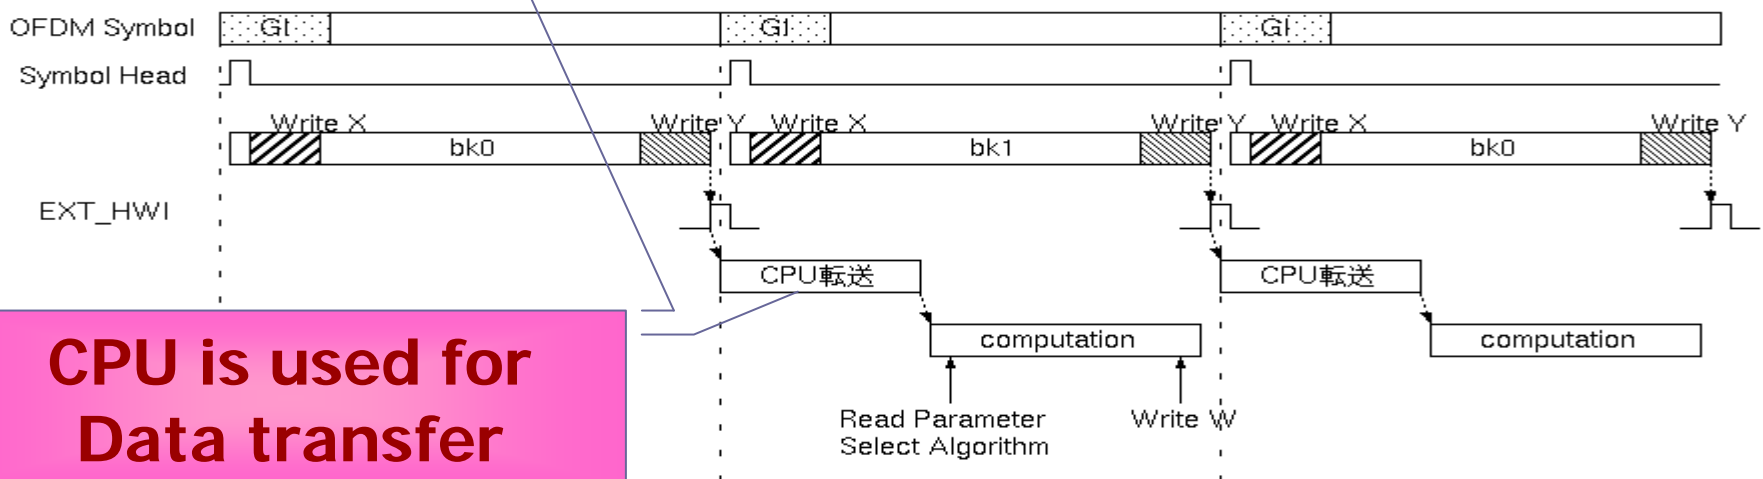 OFDM Symbol GI GI GI
Symbol Head
Write X Write Y Write X Write Y Write X Write Y
bk0 bk1 bk0
EXT_HWI
CPU転送 CPU転送
computation computation
CPU is used for
Data transfer
Read Parameter Write W
Select Algorithm